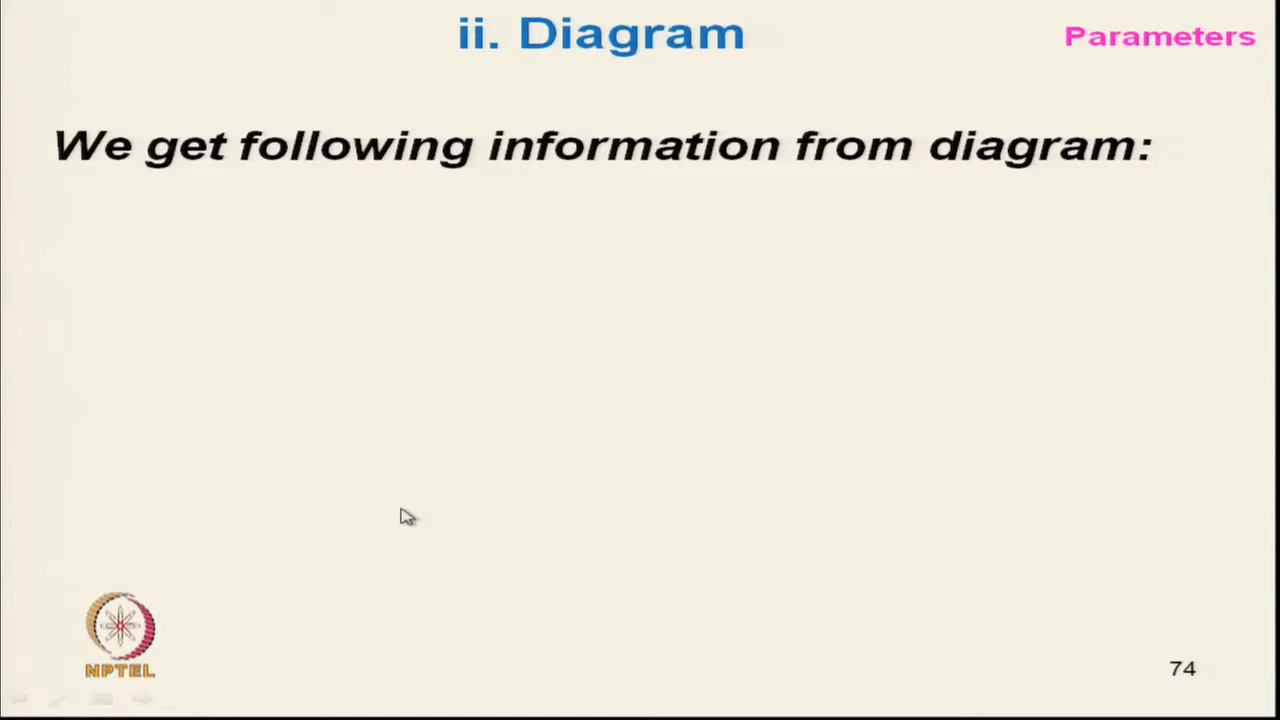 ii. Diagram
Parameters
We get following information from diagram:
NPTEL
74